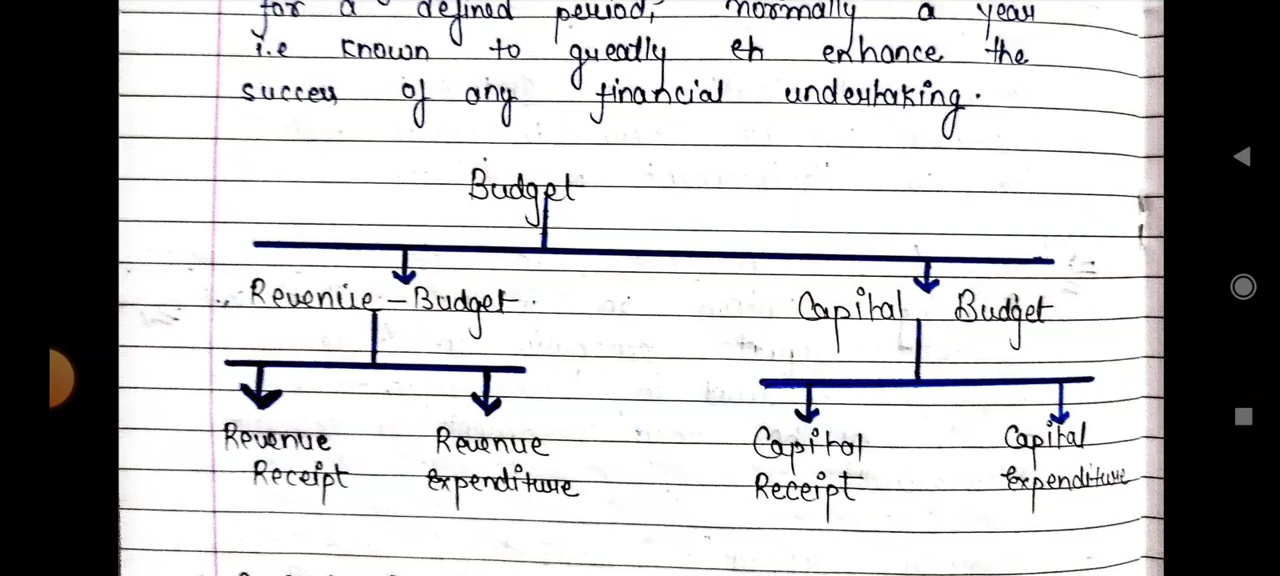 for a defined period, normally a year
i.e known to greatly eh enhance the
success of any financial undertaking.
Budget
Revenue - Budget. Capital Budget
Revenue Revenue Capital Capital
Receipt Expenditure Receipt Expenditure